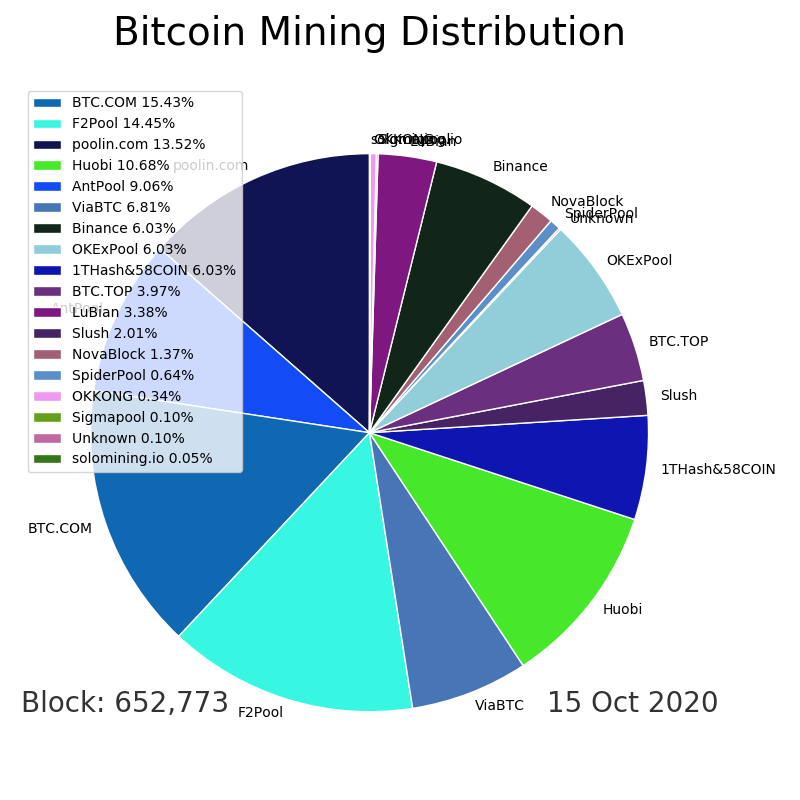 Bitcoin Mining Distribution
BTC.COM 15.43%
F2Pool 14.45%
poolin.com 13.52%
Huobi 10.68%
AntPool 9.06%
ViaBTC 6.81%
Binance 6.03%
OKExPool 6.03%
1THash&58COIN 6.03%
BTC.TOP 3.97%
LuBian 3.38%
Slush 2.01%
NovaBlock 1.37%
SpiderPool 0.64%
OKKONG 0.34%
Sigmapool 0.10%
Unknown 0.10%
solomining.io 0.05%
poolin.com
AntPool
BTC.COM
F2Pool
ViaBTC
Huobi
1THash&58COIN
Slush
BTC.TOP
OKExPool
Unknown
SpiderPool
NovaBlock
Binance
LuBian
OKKONG
Block: 652,773
15 Oct 2020